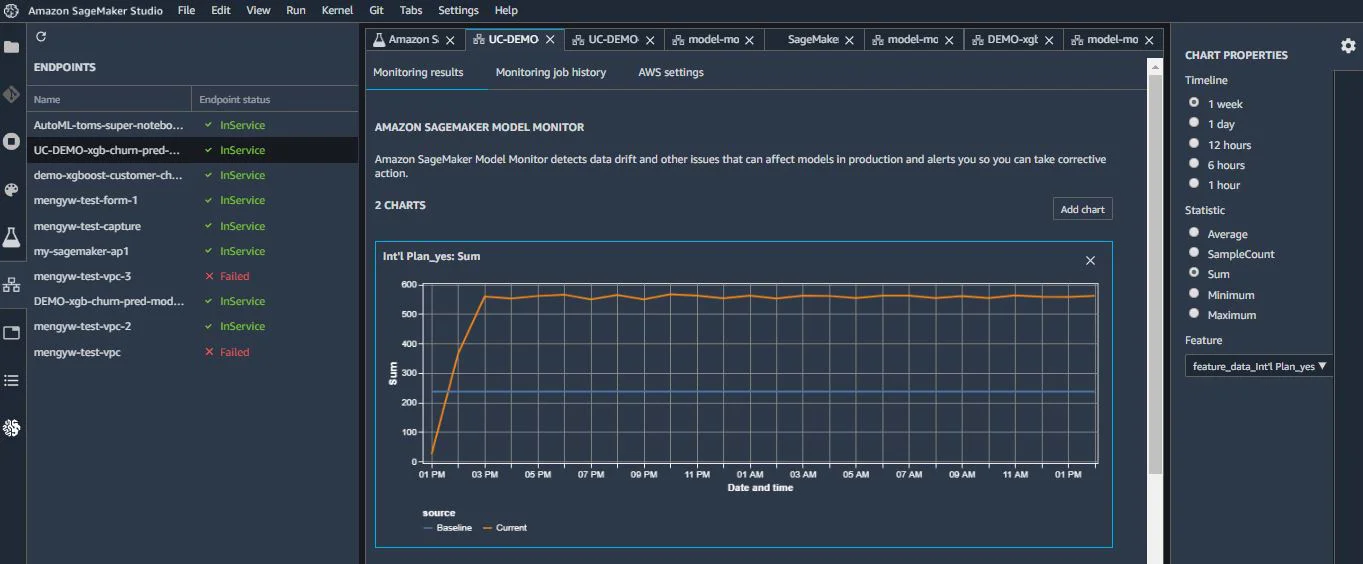 Amazon SageMaker Studio File Edit View Run Kernel Git Tabs Settings Help
Amazon S UC-DEMO UC-DEMO model-mo SageMaker model-mo DEMO-xgb model-mo
ENDPOINTS
Name Endpoint status
AutoML-toms-super-notebo... InService
UC-DEMO-xgb-churn-pred-... InService
demo-xgboost-customer-ch... InService
mengyw-test-form-1 InService
mengyw-test-capture InService
my-sagemaker-ap1 InService
mengyw-test-vpc-3 Failed
DEMO-xgb-churn-pred-mod... InService
mengyw-test-vpc-2 InService
mengyw-test-vpc Failed
Monitoring results Monitoring job history AWS settings
AMAZON SAGEMAKER MODEL MONITOR
Amazon SageMaker Model Monitor detects data drift and other issues that can affect models in production and alerts you so you can take corrective
action.
2 CHARTS Add chart
Int'l Plan_yes: Sum
600
500
400
300
200
100
0
Sum
01 PM 03 PM 05 PM 07 PM 09 PM 11 PM 01 AM 03 AM 05 AM 07 AM 09 AM 11 AM 01 PM
Date and time
source
Baseline Current
CHART PROPERTIES
Timeline
1 week
1 day
12 hours
6 hours
1 hour
Statistic
Average
SampleCount
Sum
Minimum
Maximum
Feature
feature_data_Int'l Plan_yes ▼